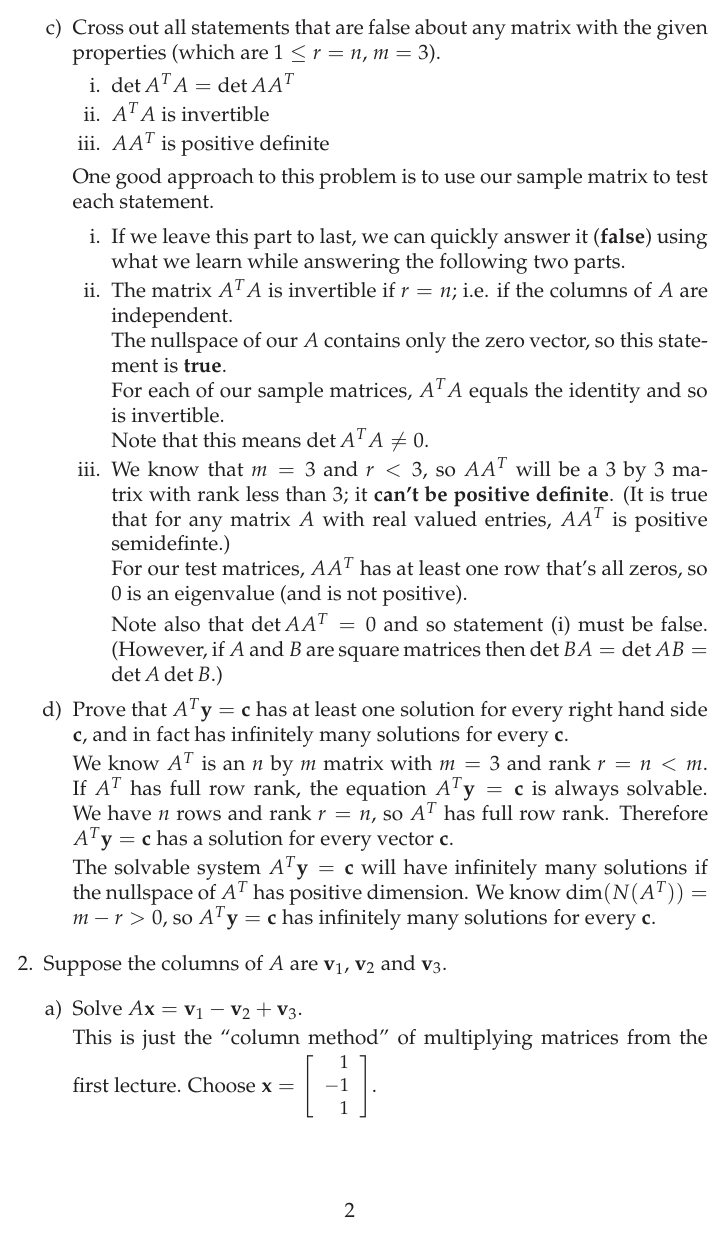 c) Cross out all statements that are false about any matrix with the given
properties (which are 1 ≤ r = n, m = 3).
i. det AᵀA = det AAᵀ
ii. AᵀA is invertible
iii. AAᵀ is positive definite
One good approach to this problem is to use our sample matrix to test
each statement.
i. If we leave this part to last, we can quickly answer it (false) using
what we learn while answering the following two parts.
ii. The matrix AᵀA is invertible if r = n; i.e. if the columns of A are
independent.
The nullspace of our A contains only the zero vector, so this state-
ment is true.
For each of our sample matrices, AᵀA equals the identity and so
is invertible.
Note that this means det AᵀA ≠ 0.
iii. We know that m = 3 and r < 3, so AAᵀ will be a 3 by 3 ma-
trix with rank less than 3; it can't be positive definite. (It is true
that for any matrix A with real valued entries, AAᵀ is positive
semidefinte.)
For our test matrices, AAᵀ has at least one row that's all zeros, so
0 is an eigenvalue (and is not positive).
Note also that det AAᵀ = 0 and so statement (i) must be false.
(However, if A and B are square matrices then det BA = det AB =
det A det B.)
d) Prove that Aᵀy = c has at least one solution for every right hand side
c, and in fact has infinitely many solutions for every c.
We know Aᵀ is an n by m matrix with m = 3 and rank r = n < m.
If Aᵀ has full row rank, the equation Aᵀy = c is always solvable.
We have n rows and rank r = n, so Aᵀ has full row rank. Therefore
Aᵀy = c has a solution for every vector c.
The solvable system Aᵀy = c will have infinitely many solutions if
the nullspace of Aᵀ has positive dimension. We know dim(N(Aᵀ)) =
m − r > 0, so Aᵀy = c has infinitely many solutions for every c.
2. Suppose the columns of A are v₁, v₂ and v₃.
a) Solve Ax = v₁ − v₂ + v₃.
This is just the “column method” of multiplying matrices from the
first lecture. Choose x = [ 1 −1 1 ].
2